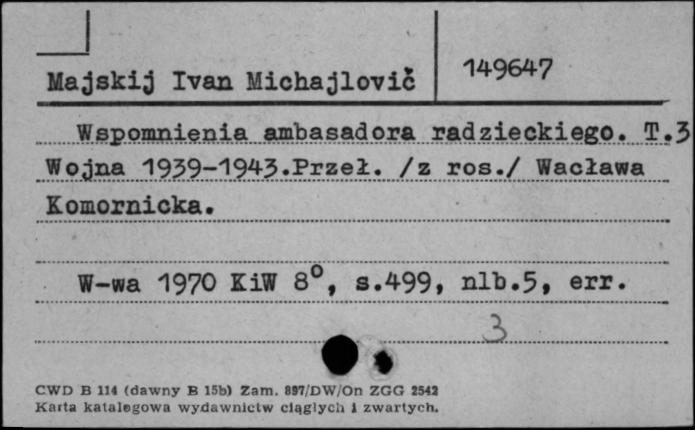 Majskij Ivan Michajlovič 149647
Wspomnienia ambasadora radzieckiego. T.3
Wojna 1939-1943.Przeł. /z ros./ Wacława
Komornicka.
W-wa 1970 KiW 8°, s.499, nlb.5, err.
3
CWD B 114 (dawny B 15b) Zam. 897/DW/On ZGG 2542
Karta katalogowa wydawnictw ciągłych i zwartych.